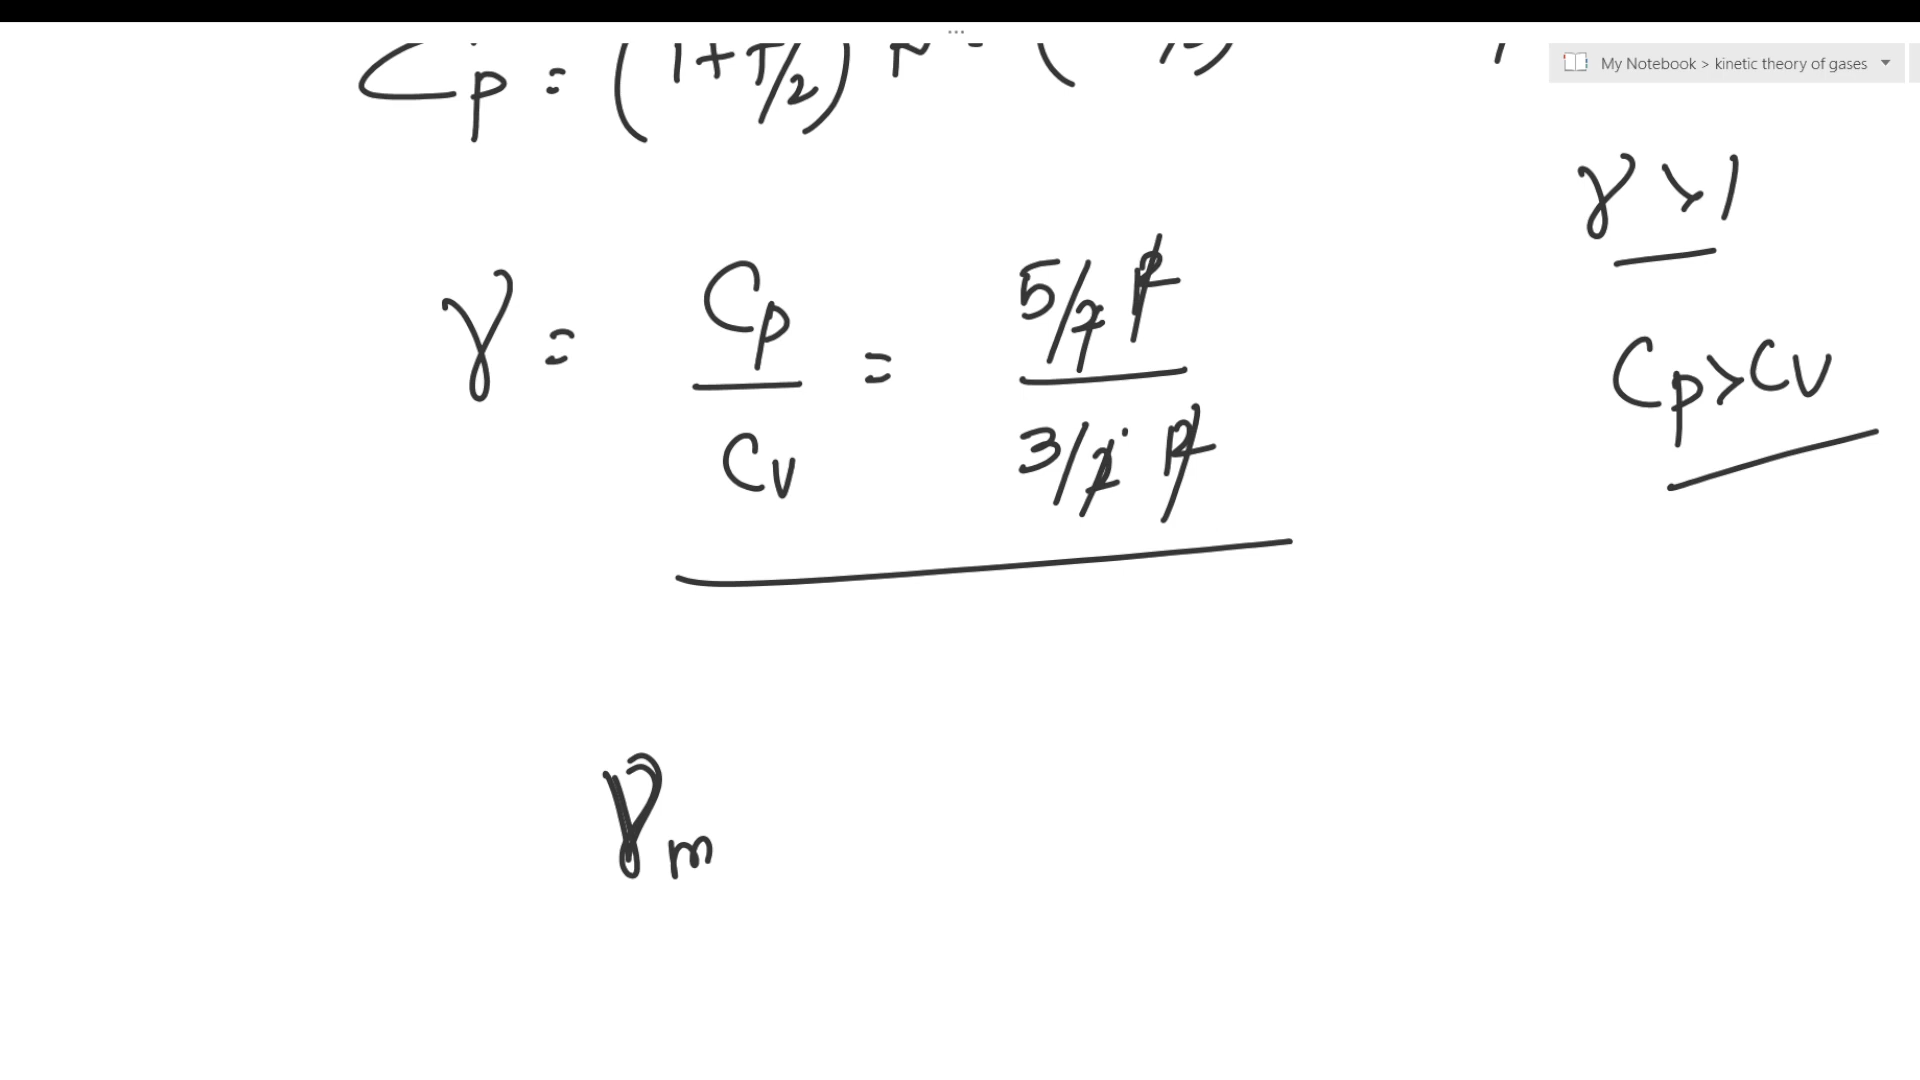 My Notebook > kinetic theory of gases
Cp = (1+f/2)
γ > 1
γ = Cp/Cv = 5/2 R / 3/2 R
Cp > Cv
γm